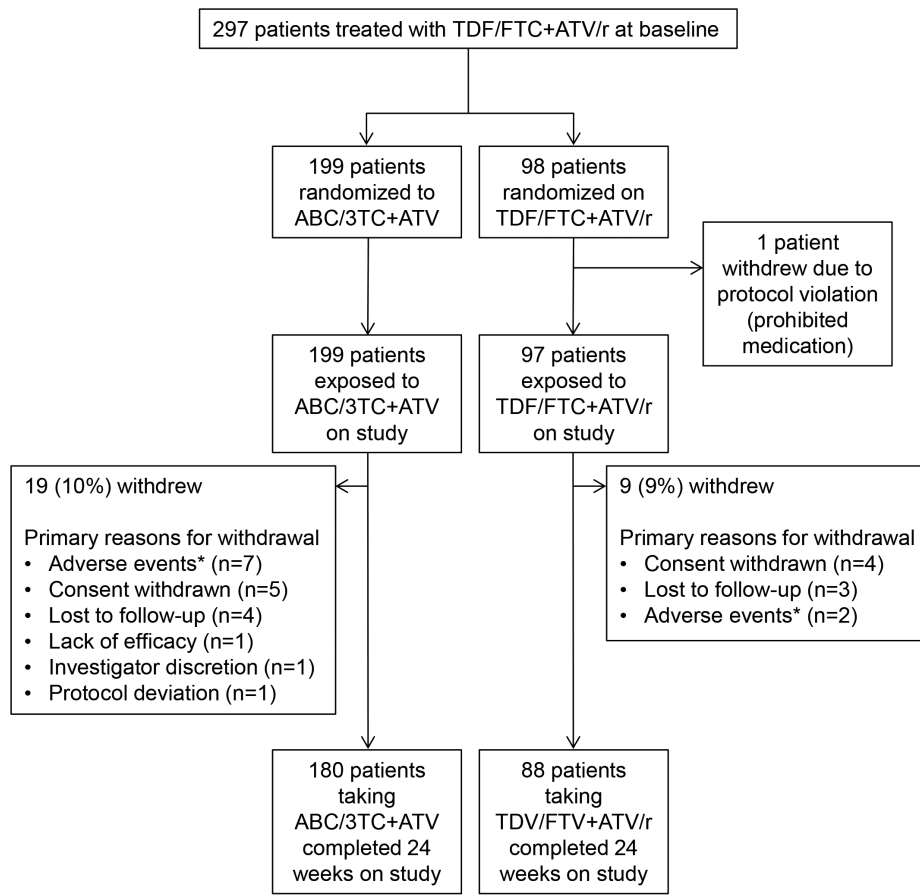 297 patients treated with TDF/FTC+ATV/r at baseline
199 patients
randomized to
ABC/3TC+ATV
98 patients
randomized on
TDF/FTC+ATV/r
1 patient
withdrew due to
protocol violation
(prohibited
medication)
199 patients
exposed to
ABC/3TC+ATV
on study
97 patients
exposed to
TDF/FTC+ATV/r
on study
19 (10%) withdrew
Primary reasons for withdrawal
• Adverse events* (n=7)
• Consent withdrawn (n=5)
• Lost to follow-up (n=4)
• Lack of efficacy (n=1)
• Investigator discretion (n=1)
• Protocol deviation (n=1)
9 (9%) withdrew
Primary reasons for withdrawal
• Consent withdrawn (n=4)
• Lost to follow-up (n=3)
• Adverse events* (n=2)
180 patients
taking
ABC/3TC+ATV
completed 24
weeks on study
88 patients
taking
TDV/FTV+ATV/r
completed 24
weeks on study